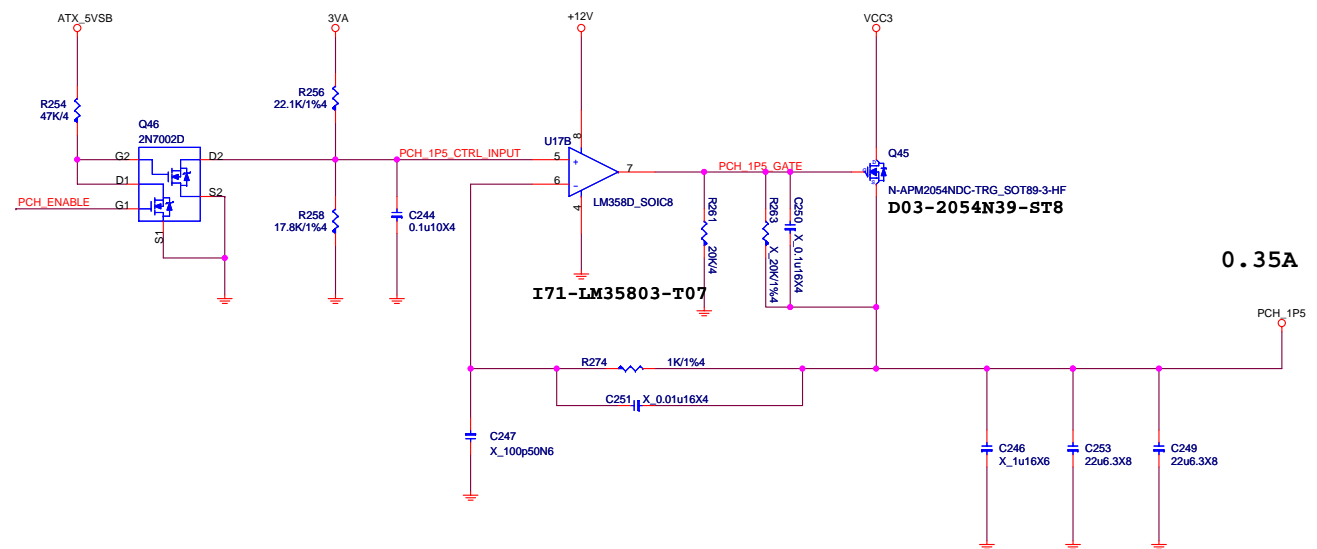 ATX_5VSB
3VA
+12V
VCC3
R254
47K/4
R256
22.1K/1%4
Q46
2N7002D
G2
D2
D1
S2
G1
S1
PCH_ENABLE
PCH_1P5_CTRL_INPUT
R258
17.8K/1%4
C244
0.1u10X4
U17B
8
5
+
6
-
7
4
LM358D_SOIC8
I71-LM35803-T07
PCH_1P5_GATE
R261
20K/4
R263
X_20K/1%4
C250
X_0.1u16X4
D
G
S
Q45
N-APM2054NDC-TRG_SOT89-3-HF
D03-2054N39-ST8
0.35A
PCH_1P5
R274
1K/1%4
C251
X_0.01u16X4
C247
X_100p50N6
C246
X_1u16X6
C253
22u6.3X8
C249
22u6.3X8